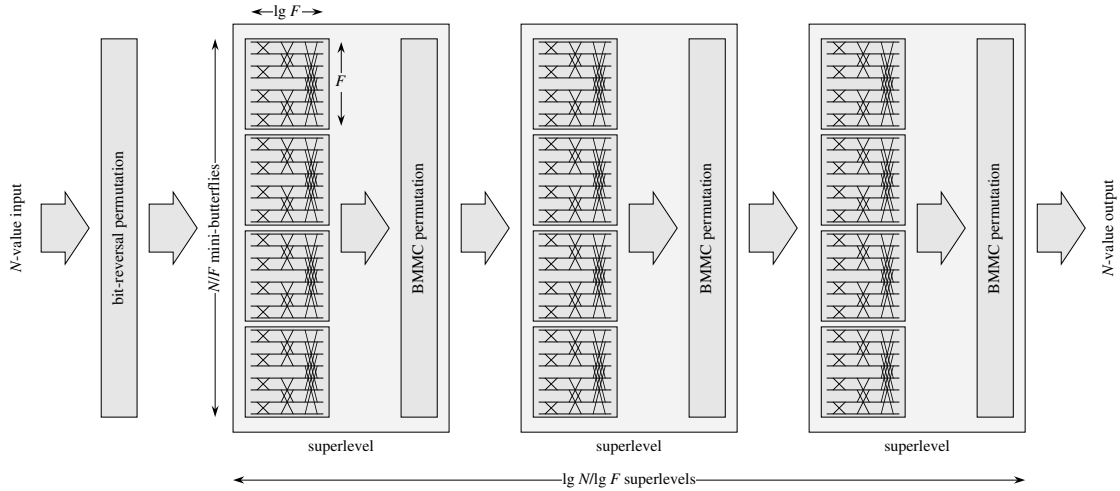 lg F
F
N-value input
bit-reversal permutation
N/F mini-butterflies
BMMC permutation
BMMC permutation
BMMC permutation
N-value output
superlevel
superlevel
superlevel
lg N/lg F superlevels